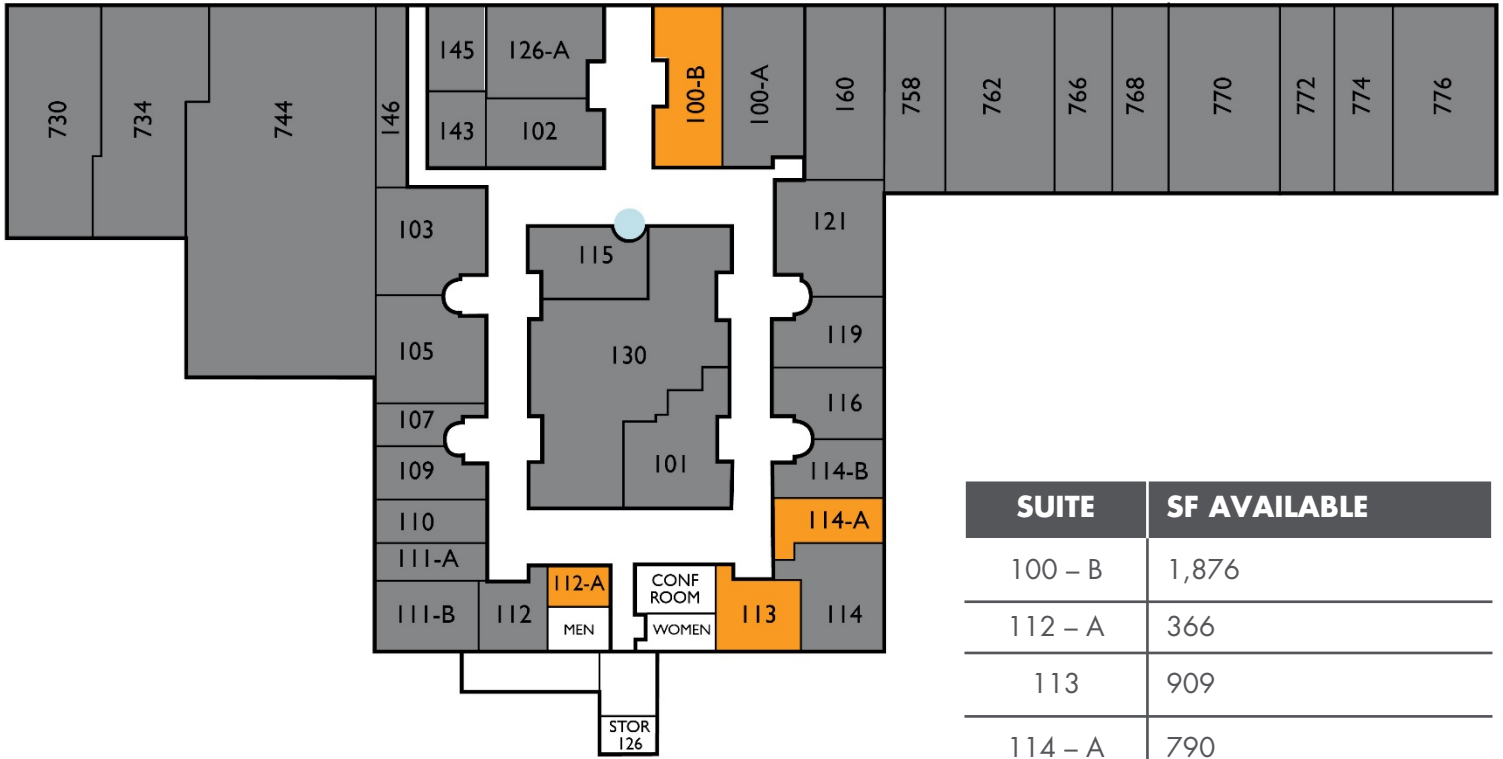 730
734
744
146
145
126-A
143
102
100-B
100-A
160
758
762
766
768
770
772
774
776
103
115
121
105
130
119
107
116
109
101
114-B
110
114-A
111-A
111-B
112
112-A
MEN
CONF
ROOM
WOMEN
113
114
STOR
126
SUITE SF AVAILABLE
100 – B 1,876
112 – A 366
113 909
114 – A 790